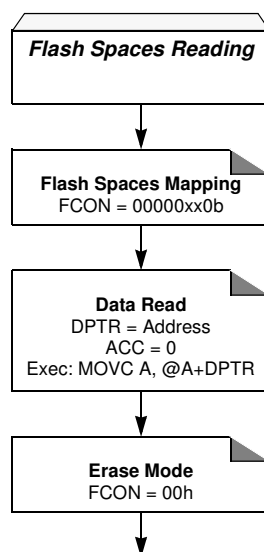 Flash Spaces Reading
Flash Spaces Mapping
FCON = 00000xx0b
Data Read
DPTR = Address
ACC = 0
Exec: MOVC A, @A+DPTR
Erase Mode
FCON = 00h